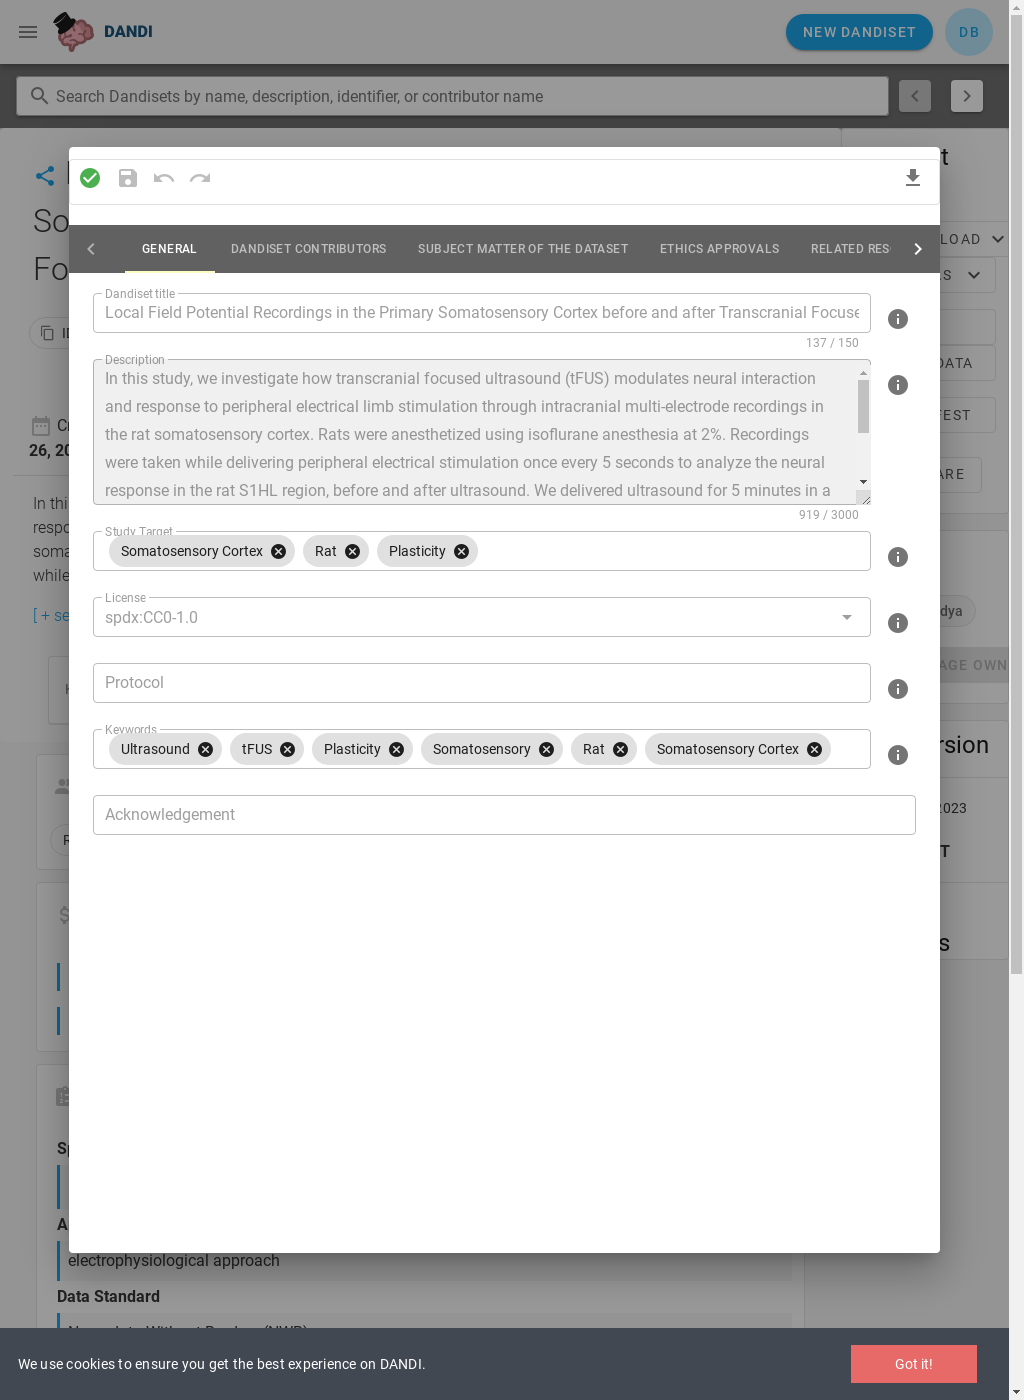 DANDI
NEW DANDISET
DB
Search Dandisets by name, description, identifier, or contributor name
GENERAL
DANDISET CONTRIBUTORS
SUBJECT MATTER OF THE DATASET
ETHICS APPROVALS
RELATED RES
Dandiset title
Local Field Potential Recordings in the Primary Somatosensory Cortex before and after Transcranial Focuse
137 / 150
Description
In this study, we investigate how transcranial focused ultrasound (tFUS) modulates neural interaction
and response to peripheral electrical limb stimulation through intracranial multi-electrode recordings in
the rat somatosensory cortex. Rats were anesthetized using isoflurane anesthesia at 2%. Recordings
were taken while delivering peripheral electrical stimulation once every 5 seconds to analyze the neural
response in the rat S1HL region, before and after ultrasound. We delivered ultrasound for 5 minutes in a
919 / 3000
Study Target
Somatosensory Cortex
Rat
Plasticity
License
spdx:CC0-1.0
Protocol
Keywords
Ultrasound
tFUS
Plasticity
Somatosensory
Rat
Somatosensory Cortex
Acknowledgement
So
Fo
26, 20
In thi
respo
soma
while
[ + se
t
LOAD
S
DATA
FEST
ARE
dya
AGE OWN
rsion
2023
T
s
electrophysiological approach
Data Standard
We use cookies to ensure you get the best experience on DANDI.
Got it!